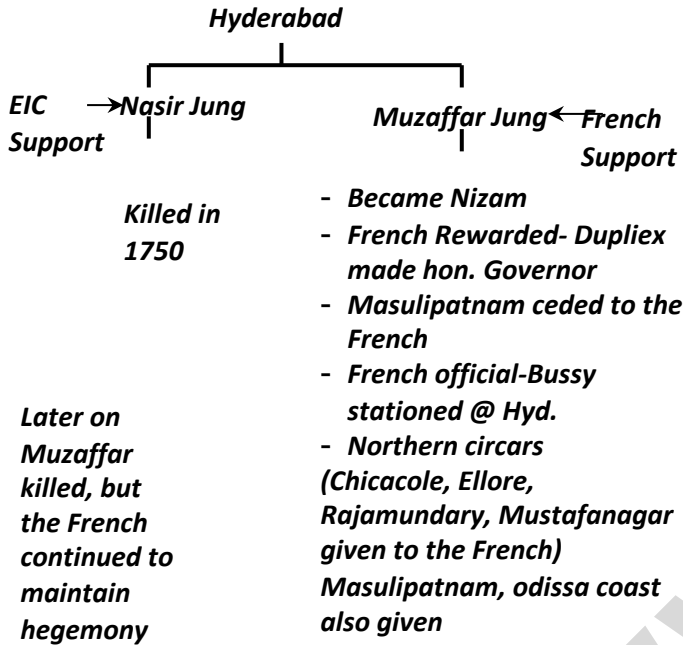 Hyderabad
EIC
Support
Nasir Jung
Muzaffar Jung
French
Support
Killed in
1750
Later on
Muzaffar
killed, but
the French
continued to
maintain
hegemony
- Became Nizam
- French Rewarded- Dupliex
made hon. Governor
- Masulipatnam ceded to the
French
- French official-Bussy
stationed @ Hyd.
- Northern circars
(Chicacole, Ellore,
Rajamundary, Mustafanagar
given to the French)
Masulipatnam, odissa coast
also given